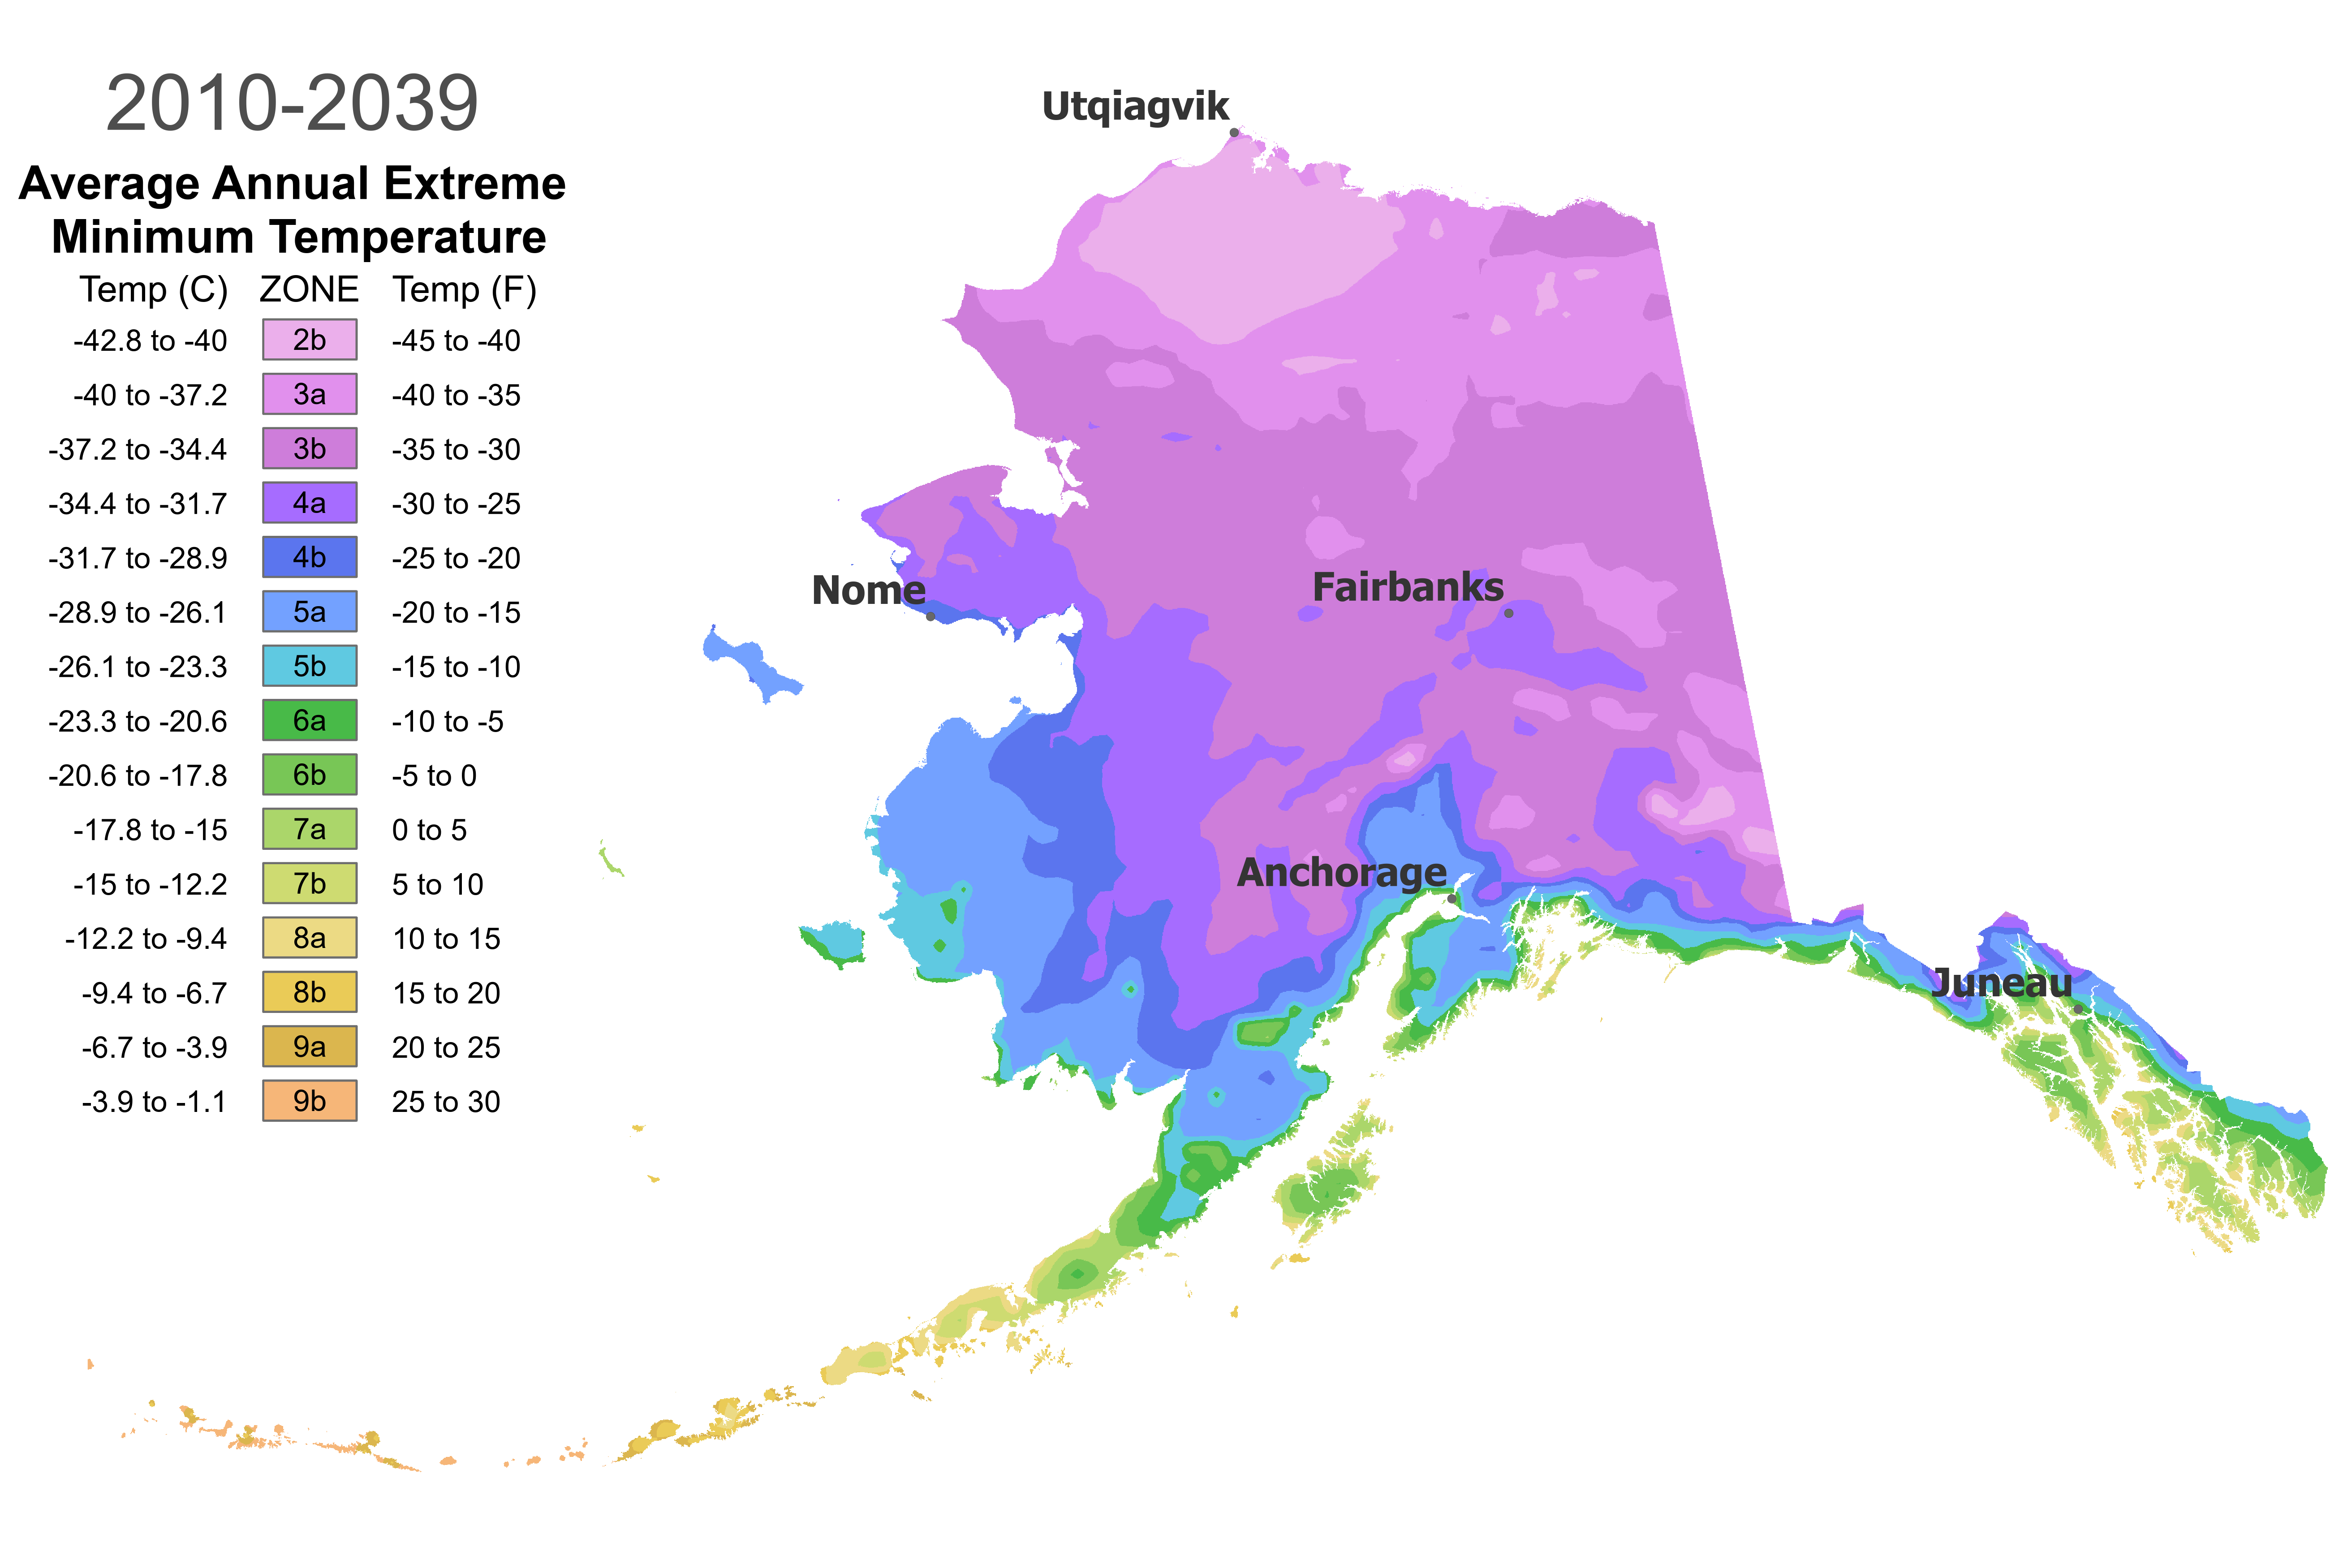 2010-2039
Average Annual Extreme
Minimum Temperature
Temp (C) ZONE Temp (F)
-42.8 to -40 2b -45 to -40
-40 to -37.2 3a -40 to -35
-37.2 to -34.4 3b -35 to -30
-34.4 to -31.7 4a -30 to -25
-31.7 to -28.9 4b -25 to -20
-28.9 to -26.1 5a -20 to -15
-26.1 to -23.3 5b -15 to -10
-23.3 to -20.6 6a -10 to -5
-20.6 to -17.8 6b -5 to 0
-17.8 to -15 7a 0 to 5
-15 to -12.2 7b 5 to 10
-12.2 to -9.4 8a 10 to 15
-9.4 to -6.7 8b 15 to 20
-6.7 to -3.9 9a 20 to 25
-3.9 to -1.1 9b 25 to 30
Utqiagvik
Nome
Fairbanks
Anchorage
Juneau